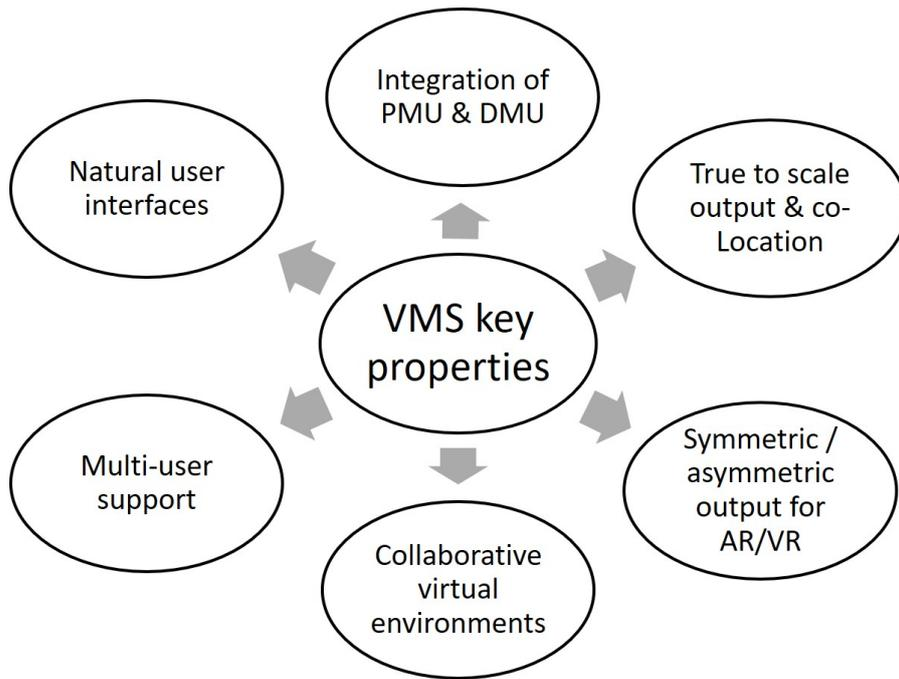 Integration of
PMU & DMU
Natural user
interfaces
True to scale
output & co-
Location
VMS key
properties
Multi-user
support
Symmetric /
asymmetric
output for
AR/VR
Collaborative
virtual
environments